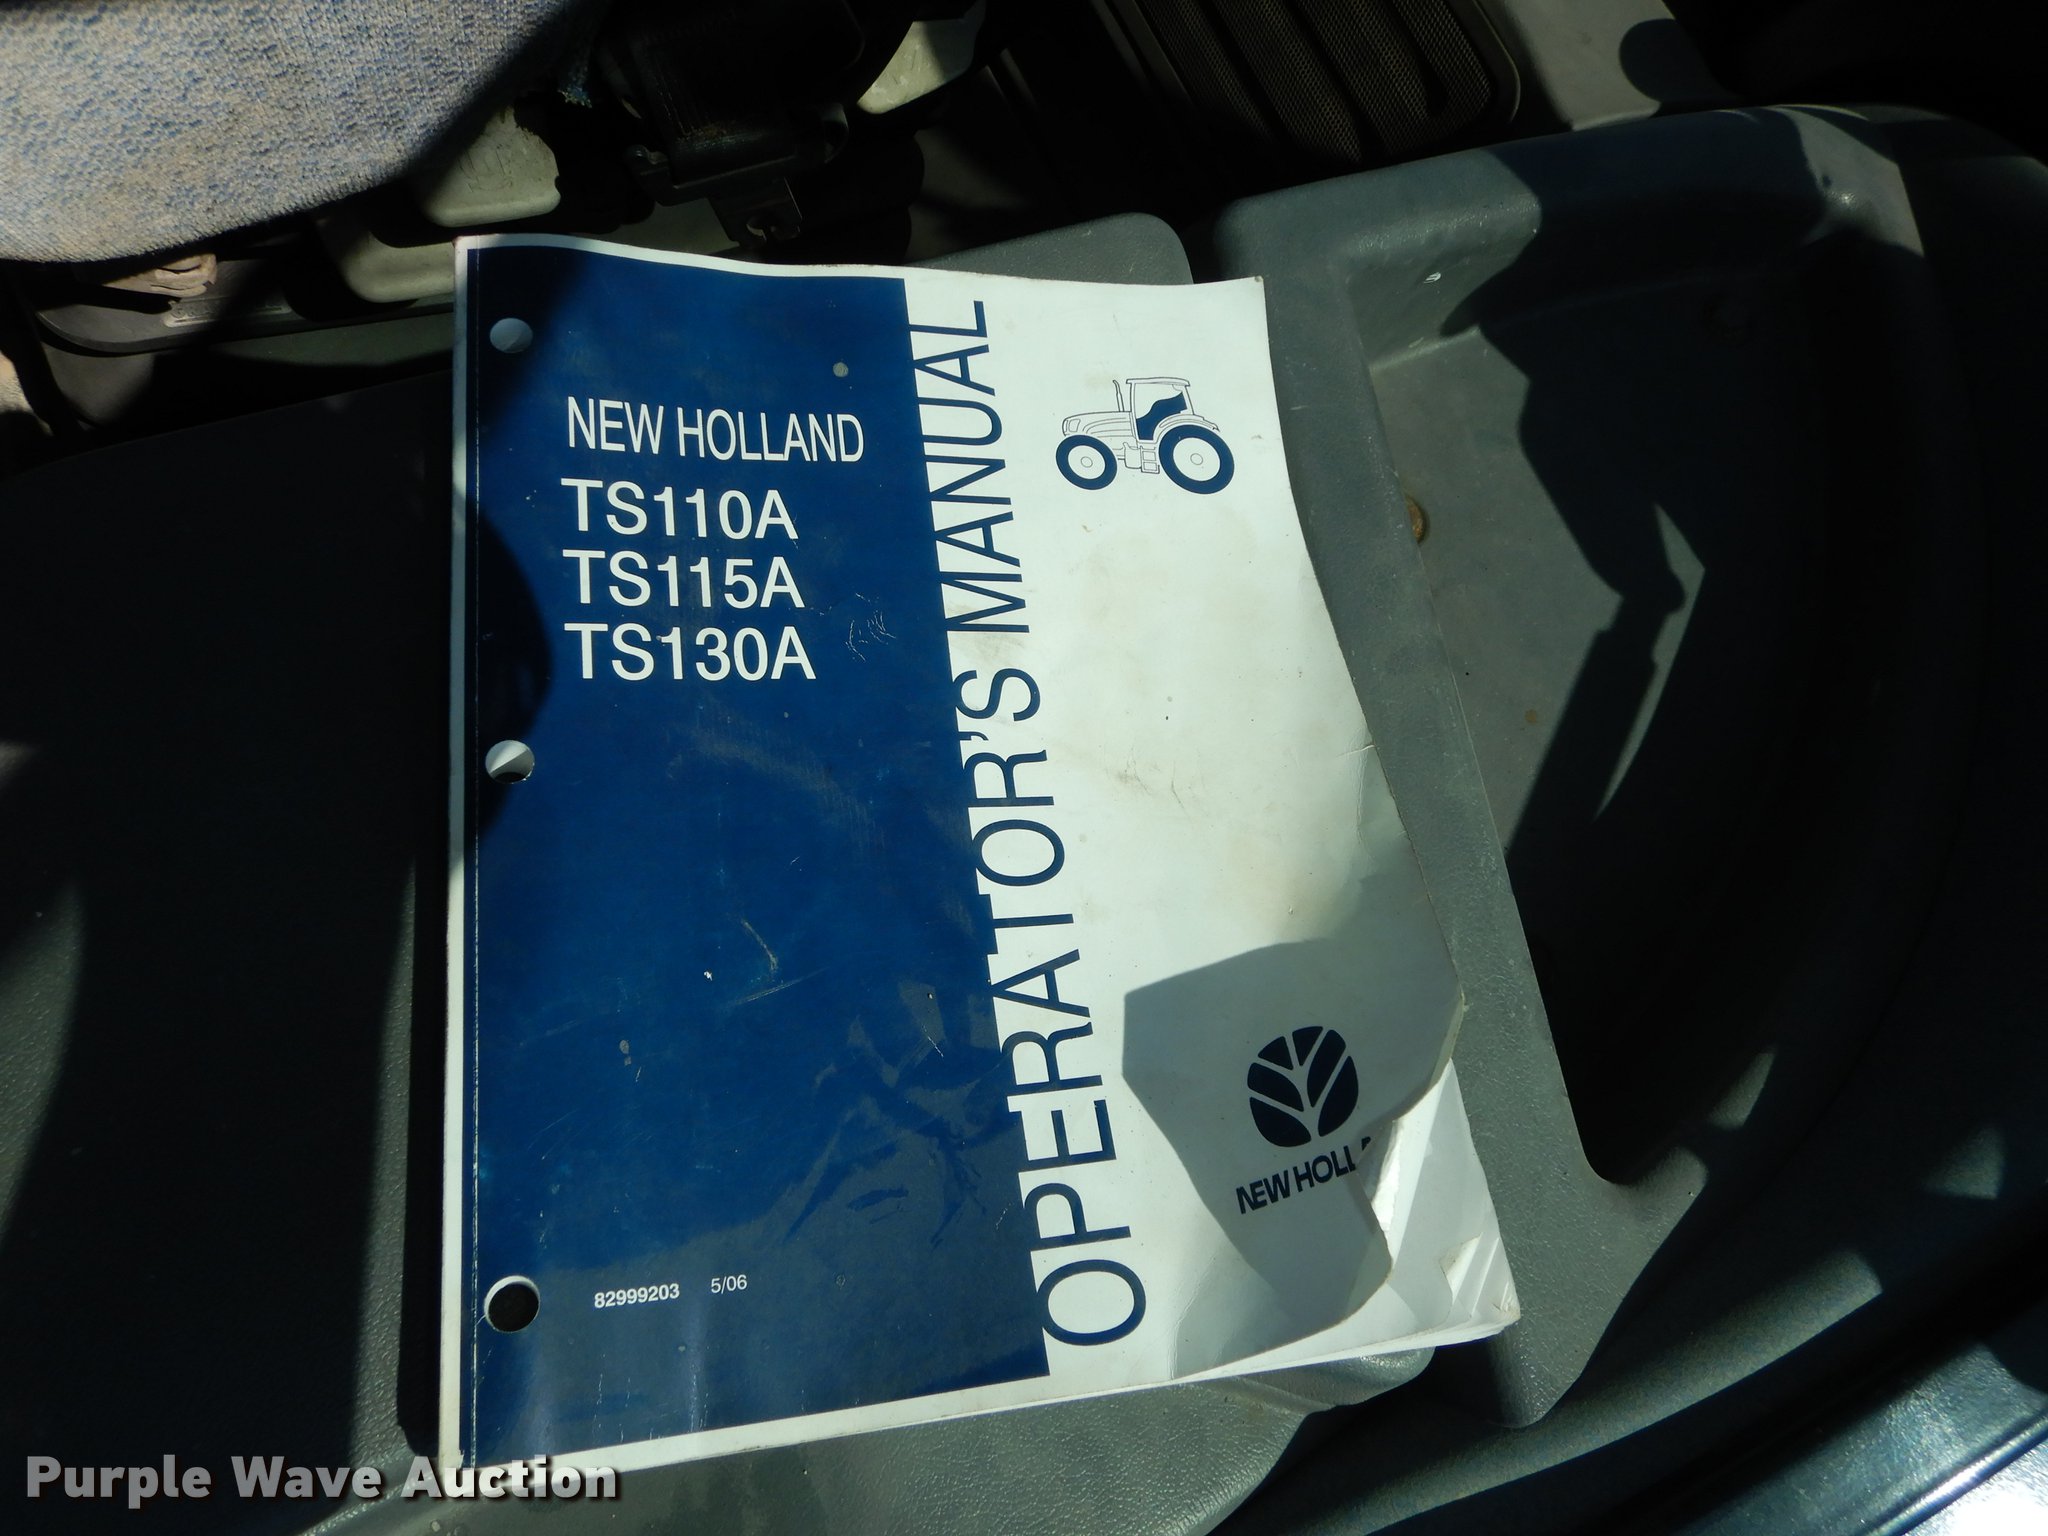 NEW HOLLAND
TS110A
TS115A
TS130A
OPERATOR'S MANUAL
NEW HOLL
82999203 5/06
Purple Wave Auction